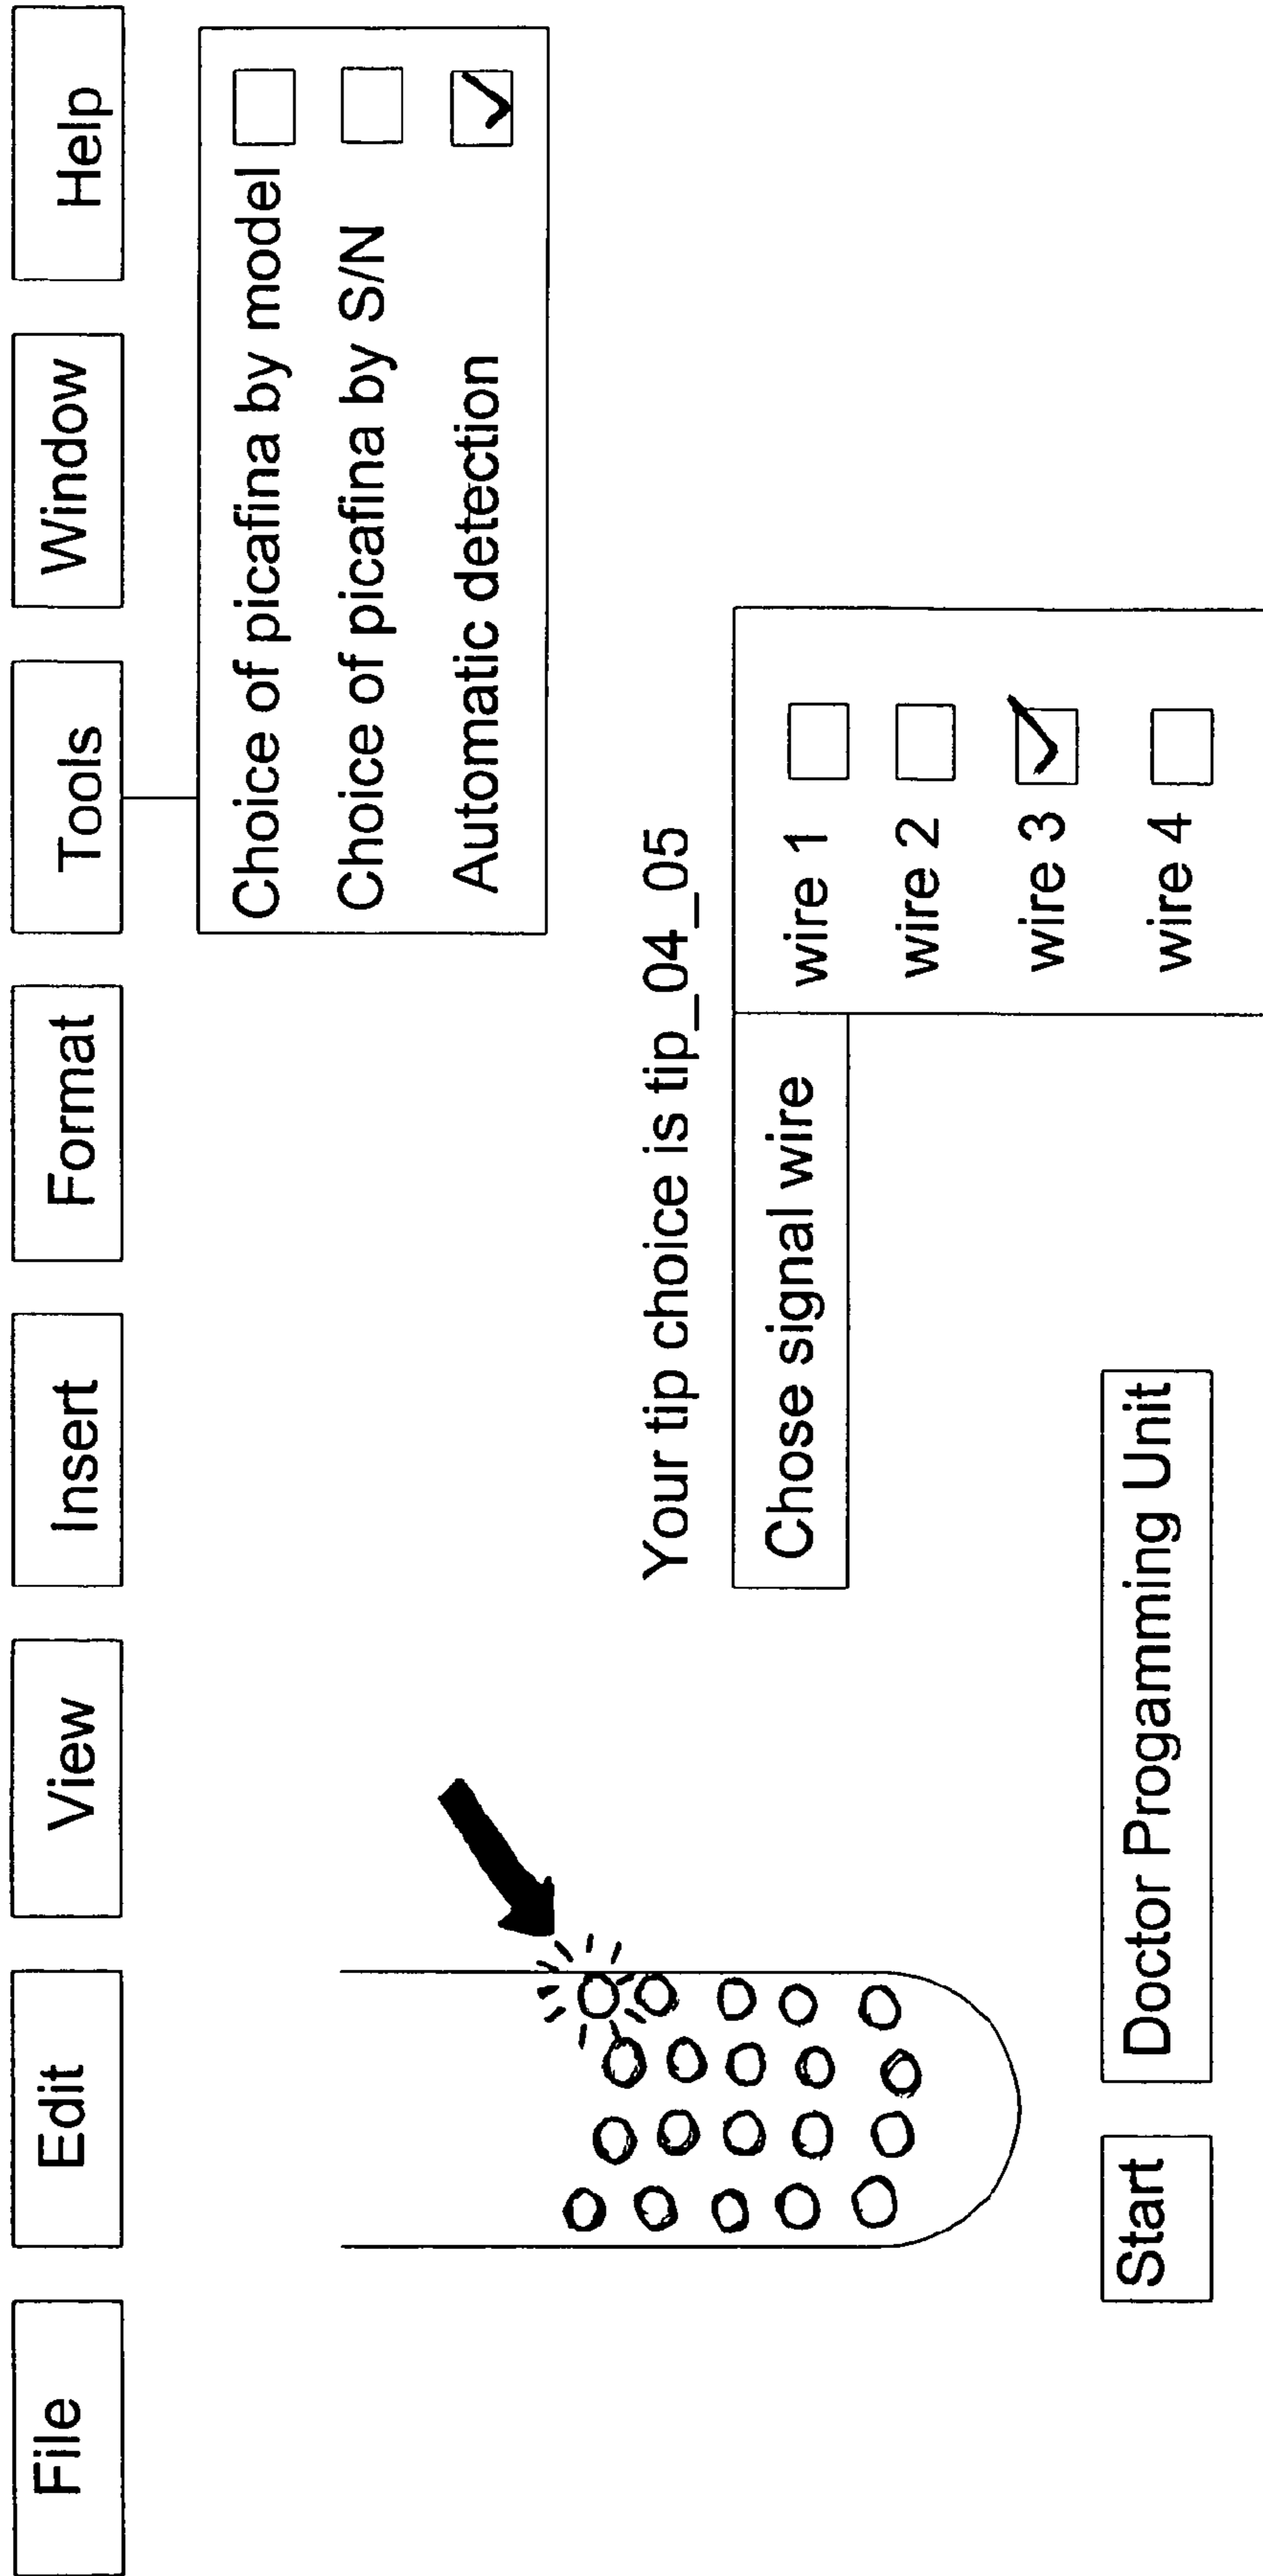 File Edit View Insert Format Tools Window Help
Choice of picafina by model
Choice of picafina by S/N
Automatic detection
Your tip choice is tip_04_05
Chose signal wire
wire 1
wire 2
wire 3
wire 4
Start
Doctor Progamming Unit